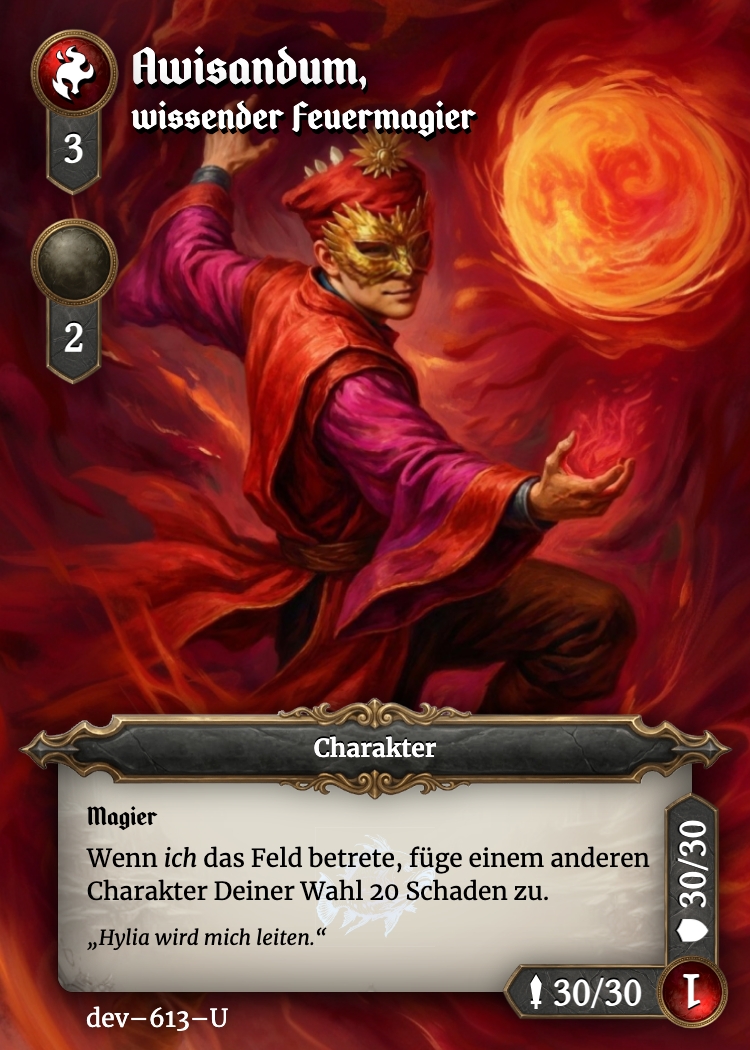 Awisandum,
wissender Feuermagier
3
2
Charakter
Magier
Wenn ich das Feld betrete, füge einem anderen
Charakter Deiner Wahl 20 Schaden zu.
„Hylia wird mich leiten.“
30/30
30/30
1
dev–613–U